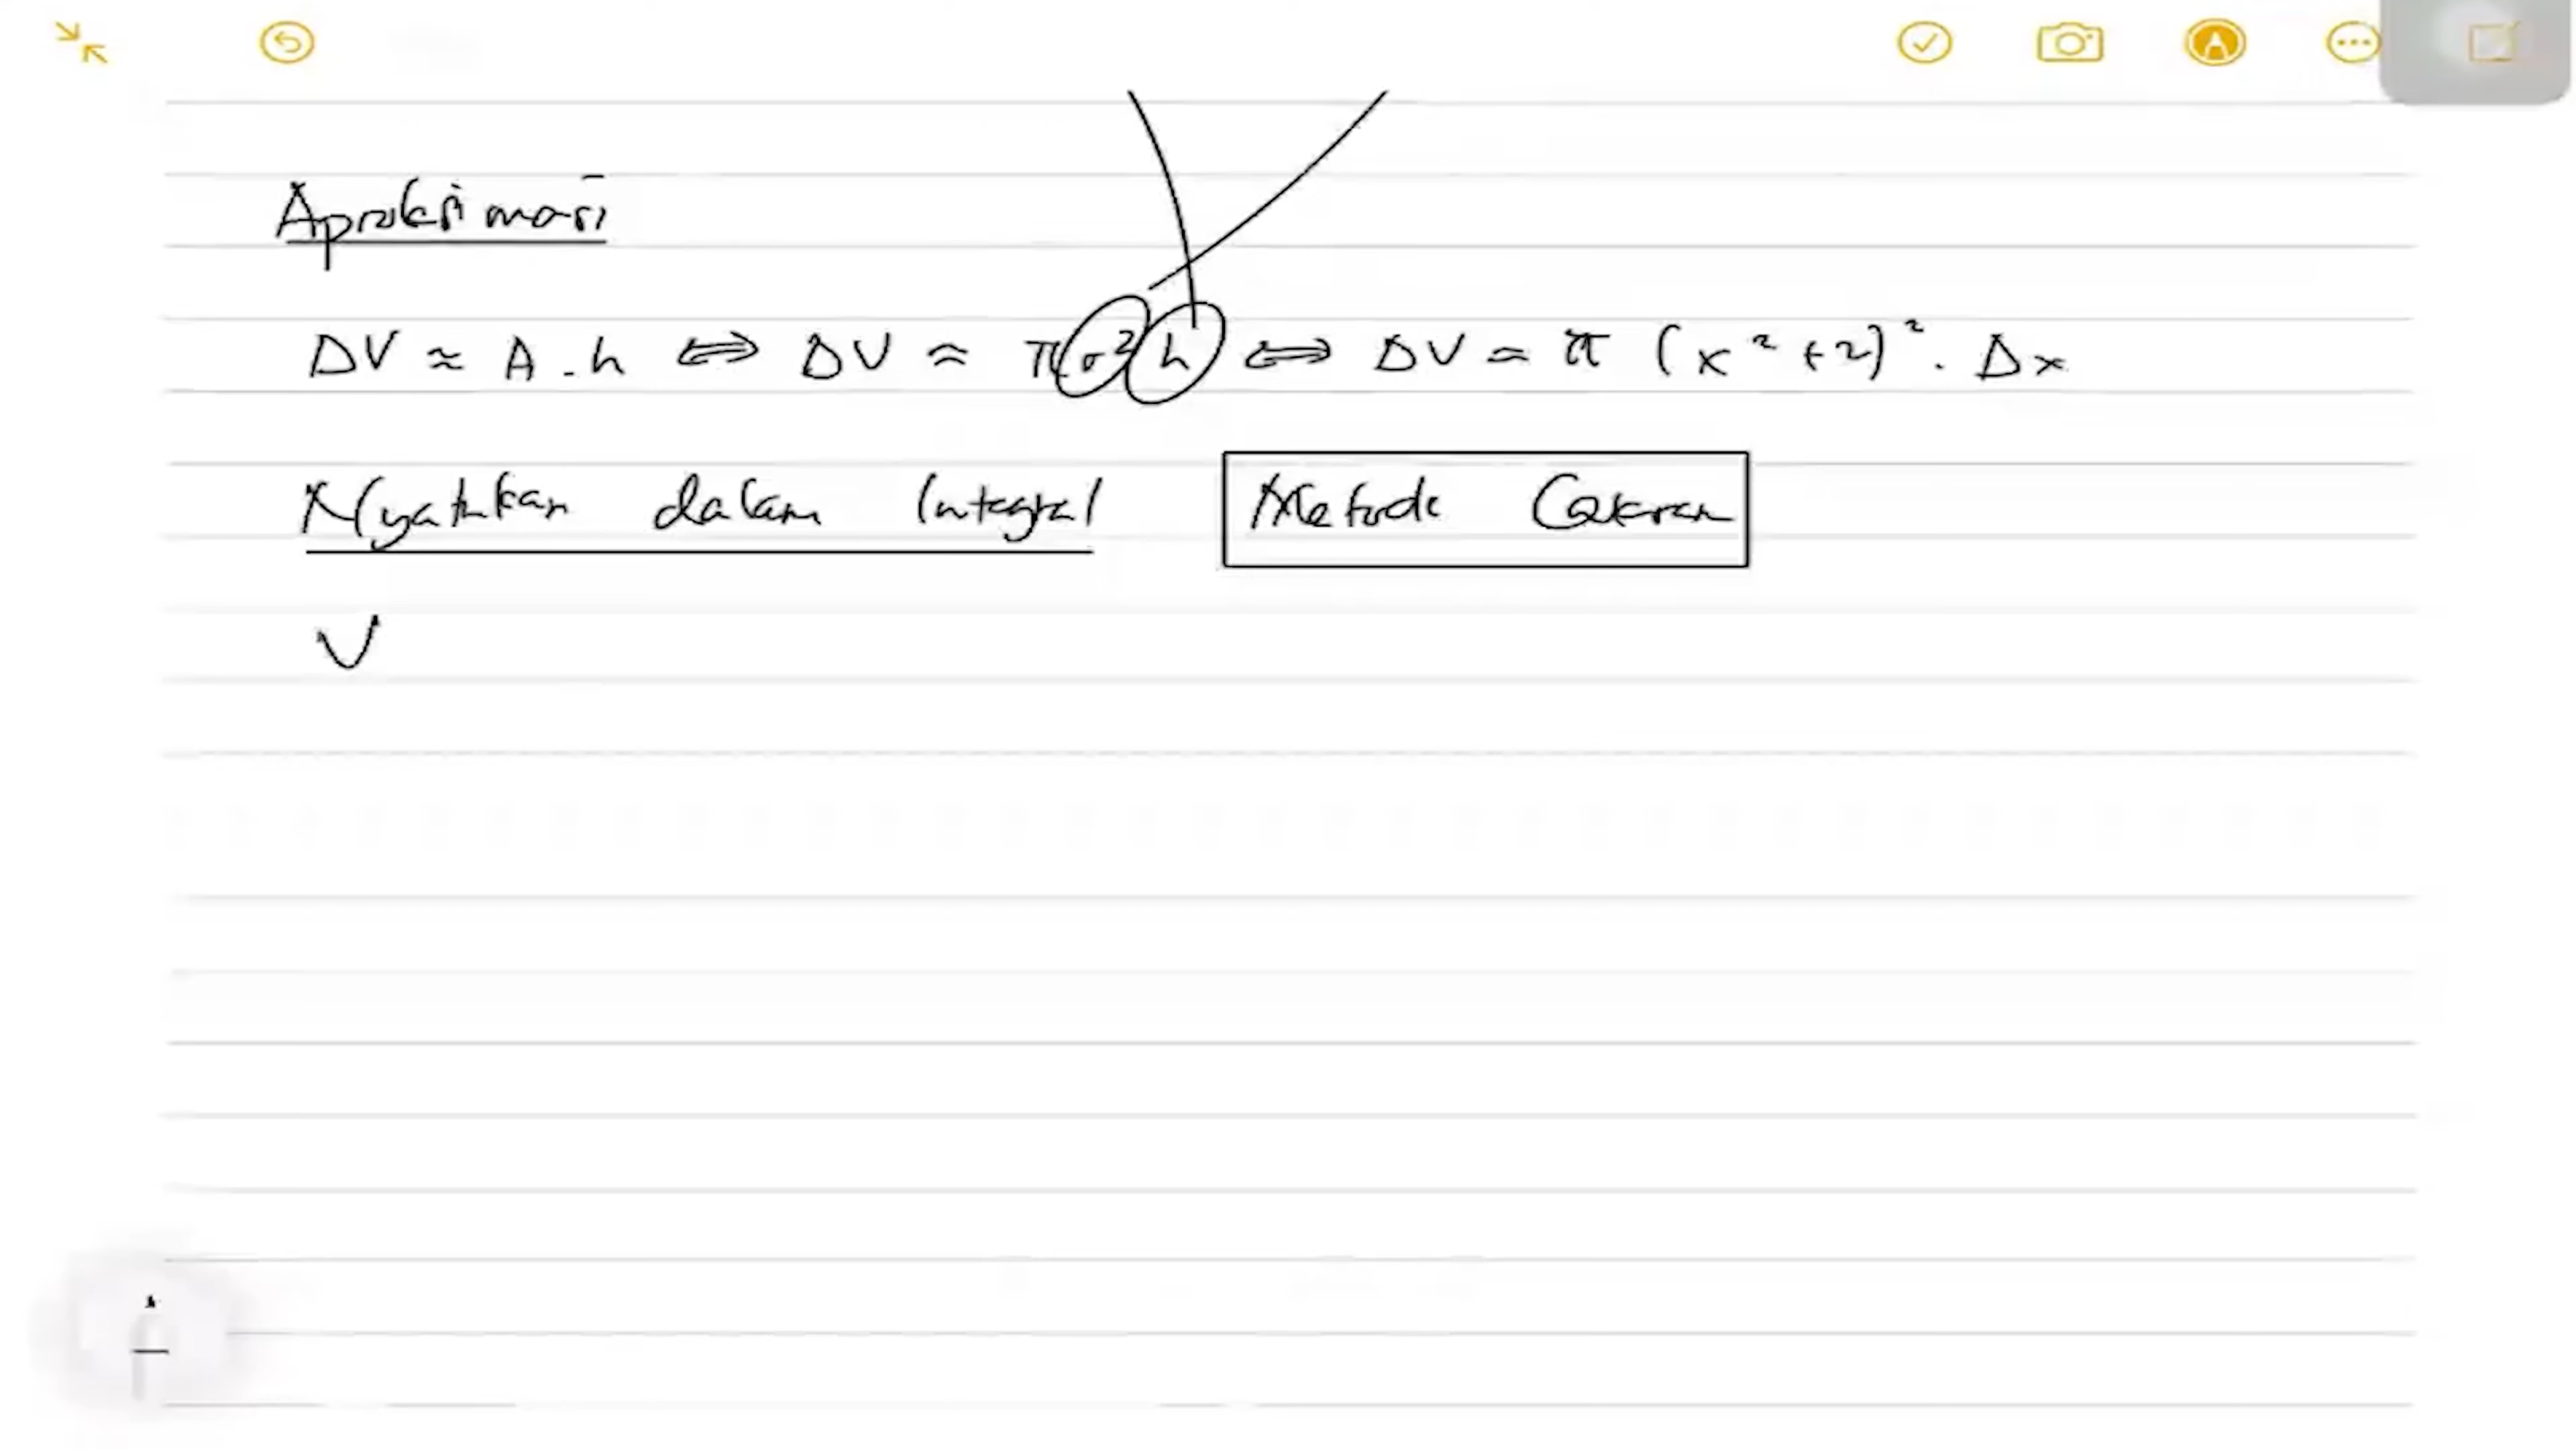 Aproksimasi
ΔV ≈ A . h ⟺ ΔV ≈ πr²h ⟺ ΔV ≈ π (x² + 2)² . Δx
Nyatakan dalam Integral Metode Cakram
V